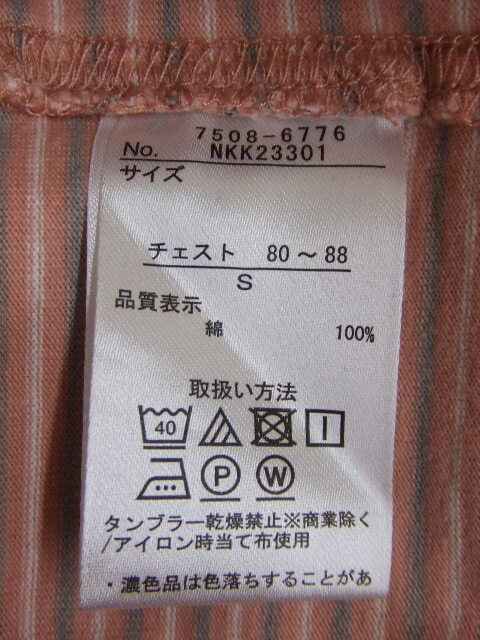 7508-6776
No. NKK23301
サイズ
チェスト 80～88
S
品質表示
綿 100%
取扱い方法
40
P W
タンブラー乾燥禁止※商業除く
/アイロン時当て布使用
・濃色品は色落ちすることがあ